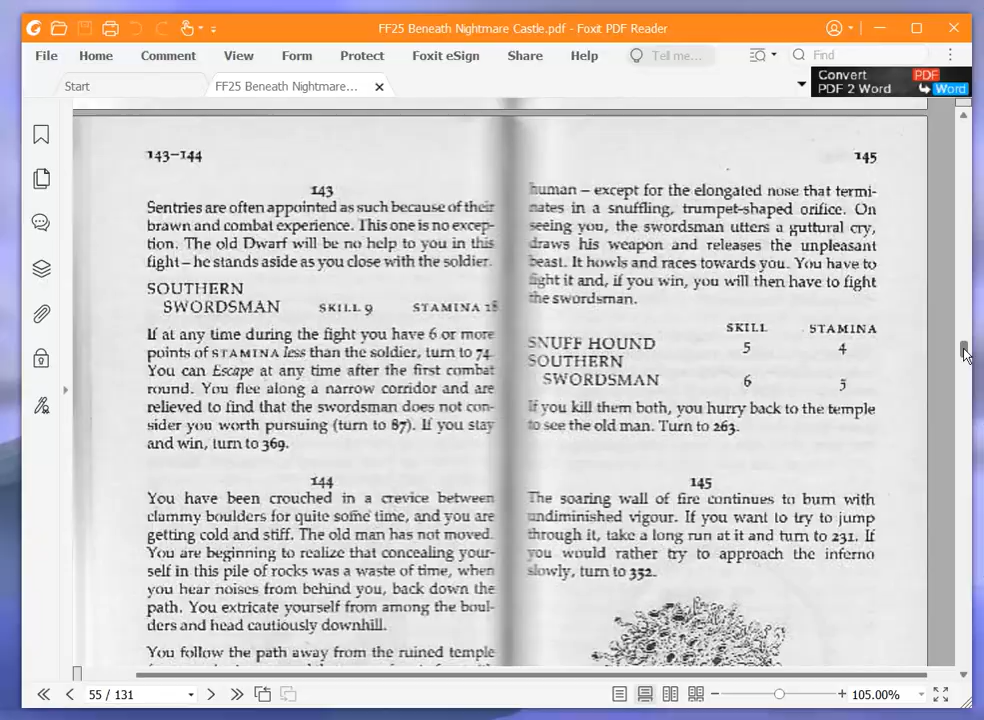 FF25 Beneath Nightmare Castle.pdf - Foxit PDF Reader
File Home Comment View Form Protect Foxit eSign Share Help Tell me... Find
Start
FF25 Beneath Nightmare...
Convert PDF
PDF 2 Word Word
143–144
143
Sentries are often appointed as such because of their
brawn and combat experience. This one is no excep-
tion. The old Dwarf will be no help to you in this
fight – he stands aside as you close with the soldier.
SOUTHERN
SWORDSMAN SKILL 9 STAMINA
If at any time during the fight you have 6 or more
points of STAMINA less than the soldier, turn to 74.
You can Escape at any time after the first combat
round. You flee along a narrow corridor and are
relieved to find that the swordsman does not con-
sider you worth pursuing (turn to 87). If you stay
and win, turn to 369.
144
You have been crouched in a crevice between
clammy boulders for quite some time, and you are
getting cold and stiff. The old man has not moved.
You are beginning to realize that concealing your-
self in this pile of rocks was a waste of time, when
you hear noises from behind you, back down the
path. You extricate yourself from among the boul-
ders and head cautiously downhill.
You follow the path away from the ruined temple
145
human – except for the elongated nose that termi-
nates in a snuffling, trumpet-shaped orifice. On
seeing you, the swordsman utters a guttural cry,
draws his weapon and releases the unpleasant
beast. It howls and races towards you. You have to
fight it and, if you win, you will then have to fight
the swordsman.
SKILL STAMINA
SNUFF HOUND 5 4
SOUTHERN
SWORDSMAN 6 5
If you kill them both, you hurry back to the temple
to see the old man. Turn to 263.
145
The soaring wall of fire continues to burn with
undiminished vigour. If you want to try to jump
through it, take a long run at it and turn to 231. If
you would rather try to approach the inferno
slowly, turn to 352.
55 / 131
105.00%